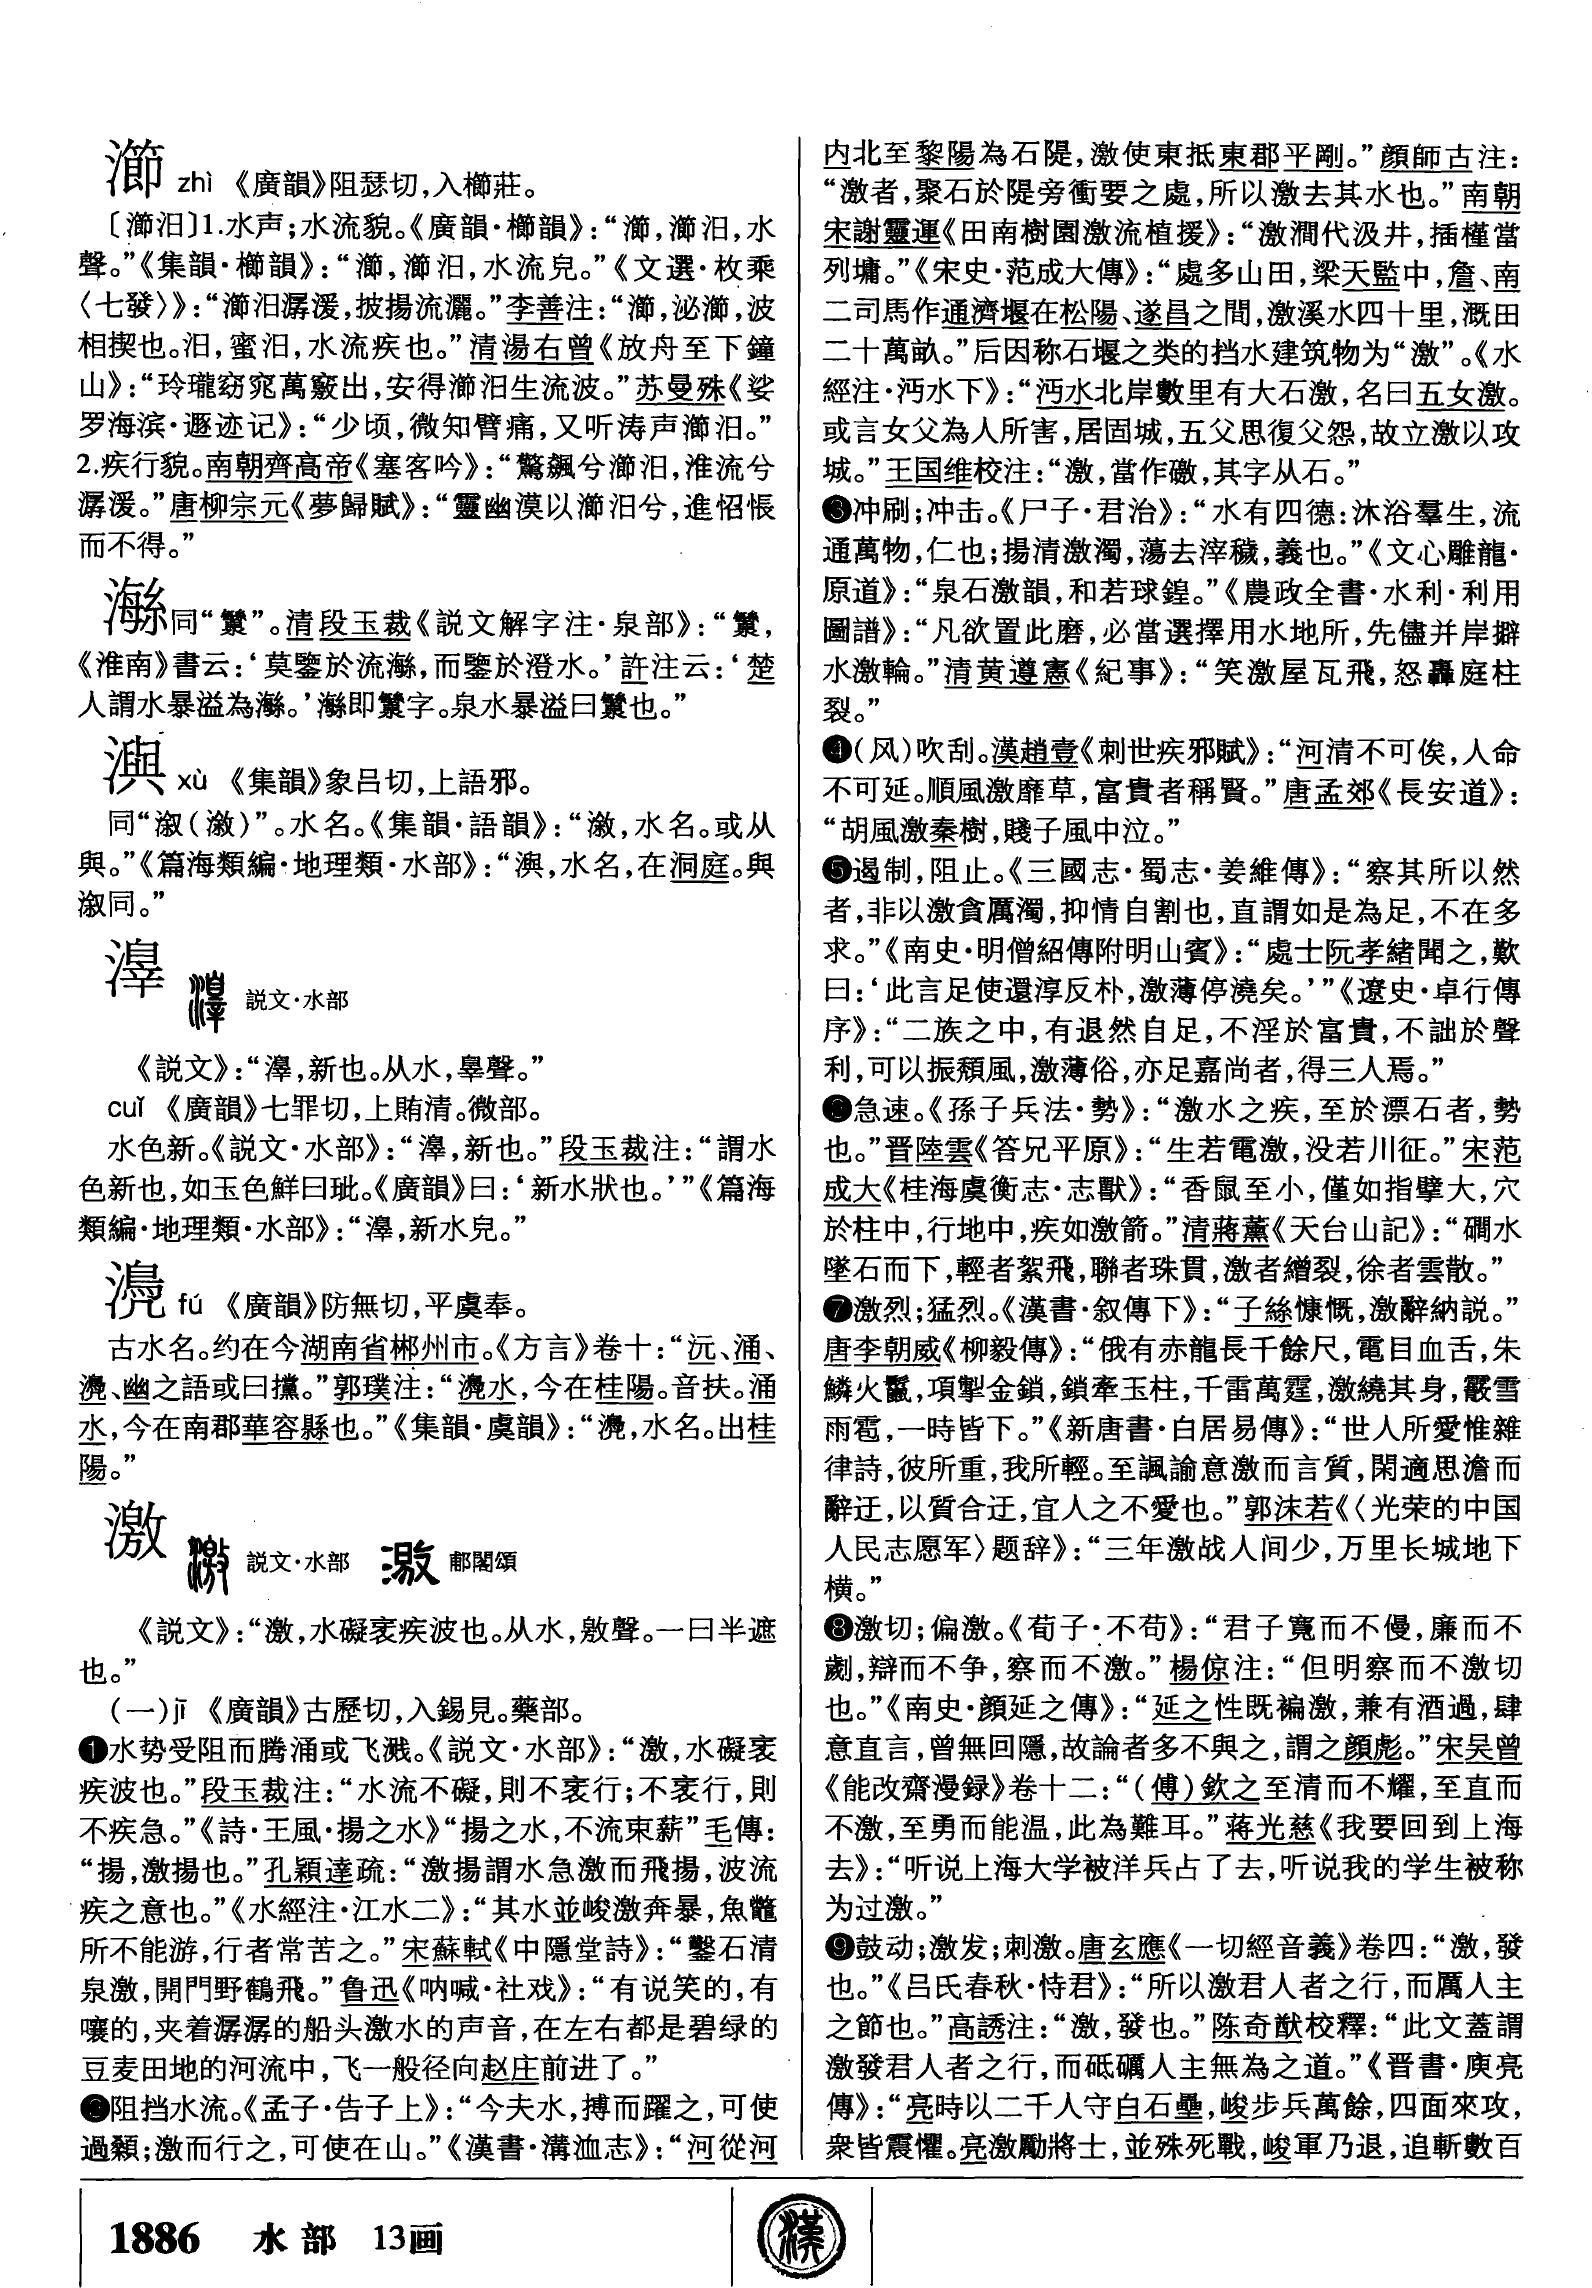 瀄 zhì 《廣韻》阻瑟切,入櫛莊。
〔瀄汩〕1.水声;水流貌。《廣韻·櫛韻》:“瀄,瀄汩,水
聲。”《集韻·櫛韻》:“瀄,瀄汩,水流皃。”《文選·枚乘
〈七發〉》:“瀄汩潺湲,披揚流灑。”李善注:“瀄,泌瀄,波
相揳也。汩,蜜汩,水流疾也。”清湯右曾《放舟至下鐘
山》:“玲瓏窈窕萬竅出,安得瀄汩生流波。”苏曼殊《娑
罗海滨·遯迹记》:“少顷,微知臂痛,又听涛声瀄汩。”
2.疾行貌。南朝齊高帝《塞客吟》:“驚飆兮瀄汩,淮流兮
潺湲。”唐柳宗元《夢歸賦》:“靈幽漠以瀄汩兮,進怊悵
而不得。”
同“灥”。清段玉裁《説文解字注·泉部》:“
《淮南》書云:‘莫鑒於流,而鑒於澄水。’許注云:‘楚
人謂水暴溢為。’即字。泉水暴溢曰也。”
澳 xù 《集韻》象吕切,上語邪。
同“溆(漵)”。水名。《集韻·語韻》:“漵,水名。或从
與。”《篇海類編·地理類·水部》:“,水名,在洞庭。與
溆同。”
説文·水部
《説文》:“,新也。从水,辠聲。”
cuǐ 《廣韻》七罪切,上賄清。微部。
水色新。《説文·水部》:“,新也。”段玉裁注:“謂水
色新也,如玉色鮮曰玼。《廣韻》曰:‘新水狀也。’”《篇海
類編·地理類·水部》:“,新水皃。”
fú 《廣韻》防無切,平虞奉。
古水名。约在今湖南省郴州市。《方言》卷十:“沅、涌、
、幽之語或曰攩。”郭璞注:“水,今在桂陽。音扶。涌
水,今在南郡華容縣也。”《集韻·虞韻》:“,水名。出桂
陽。”
激 説文·水部 郙閣頌
《説文》:“激,水礙衺疾波也。从水,敫聲。一曰半遮
也。”
(一)jī 《廣韻》古歷切,入錫見。藥部。
❶水势受阻而腾涌或飞溅。《説文·水部》:“激,水礙衺
疾波也。”段玉裁注:“水流不礙,則不衺行;不衺行,則
不疾急。”《詩·王風·揚之水》“揚之水,不流束薪”毛傳:
“揚,激揚也。”孔穎達疏:“激揚謂水急激而飛揚,波流
疾之意也。”《水經注·江水二》:“其水並峻激奔暴,魚鼈
所不能游,行者常苦之。”宋蘇軾《中隱堂詩》:“鑿石清
泉激,開門野鶴飛。”鲁迅《呐喊·社戏》:“有说笑的,有
嚷的,夹着潺潺的船头激水的声音,在左右都是碧绿的
豆麦田地的河流中,飞一般径向赵庄前进了。”
❷阻挡水流。《孟子·告子上》:“今夫水,搏而躍之,可使
過顙;激而行之,可使在山。”《漢書·溝洫志》:“河從河
内北至黎陽為石隄,激使東抵東郡平剛。”顔師古注:
“激者,聚石於隄旁衝要之處,所以激去其水也。”南朝
宋謝靈運《田南樹園激流植援》:“激澗代汲井,插槿當
列墉。”《宋史·范成大傳》:“處多山田,梁天監中,詹、南
二司馬作通濟堰在松陽、遂昌之間,激溪水四十里,溉田
二十萬畝。”后因称石堰之类的挡水建筑物为“激”。《水
經注·沔水下》:“沔水北岸數里有大石激,名曰五女激。
或言女父為人所害,居固城,五父思復父怨,故立激以攻
城。”王国维校注:“激,當作礉,其字从石。”
❸冲刷;冲击。《尸子·君治》:“水有四德:沐浴羣生,流
通萬物,仁也;揚清激濁,蕩去滓穢,義也。”《文心雕龍·
原道》:“泉石激韻,和若球鍠。”《農政全書·水利·利用
圖譜》:“凡欲置此磨,必當選擇用水地所,先儘并岸擗
水激輪。”清黄遵憲《紀事》:“笑激屋瓦飛,怒轟庭柱
裂。”
❹(风)吹刮。漢趙壹《刺世疾邪賦》:“河清不可俟,人命
不可延。順風激靡草,富貴者稱賢。”唐孟郊《長安道》:
“胡風激秦樹,賤子風中泣。”
❺遏制,阻止。《三國志·蜀志·姜維傳》:“察其所以然
者,非以激貪厲濁,抑情自割也,直謂如是為足,不在多
求。”《南史·明僧紹傳附明山賓》:“處士阮孝緒聞之,歎
曰:‘此言足使還淳反朴,激薄停澆矣。’”《遼史·卓行傳
序》:“二族之中,有退然自足,不淫於富貴,不詘於聲
利,可以振頹風,激薄俗,亦足嘉尚者,得三人焉。”
❻急速。《孫子兵法·勢》:“激水之疾,至於漂石者,勢
也。”晋陸雲《答兄平原》:“生若電激,没若川征。”宋范
成大《桂海虞衡志·志獸》:“香鼠至小,僅如指擘大,穴
於柱中,行地中,疾如激箭。”清蔣薰《天台山記》:“磵水
墜石而下,輕者絮飛,聯者珠貫,激者繒裂,徐者雲散。”
❼激烈;猛烈。《漢書·叙傳下》:“子絲慷慨,激辭納説。”
唐李朝威《柳毅傳》:“俄有赤龍長千餘尺,電目血舌,朱
鱗火鬣,項掣金鎖,鎖牽玉柱,千雷萬霆,激繞其身,霰雪
雨雹,一時皆下。”《新唐書·白居易傳》:“世人所愛惟雜
律詩,彼所重,我所輕。至諷諭意激而言質,閑適思澹而
辭迂,以質合迂,宜人之不愛也。”郭沫若《〈光荣的中国
人民志愿军〉题辞》:“三年激战人间少,万里长城地下
横。”
❽激切;偏激。《荀子·不苟》:“君子寬而不僈,廉而不
劌,辯而不争,察而不激。”楊倞注:“但明察而不激切
也。”《南史·顔延之傳》:“延之性既褊激,兼有酒過,肆
意直言,曾無回隱,故論者多不與之,謂之顔彪。”宋吴曾
《能改齋漫録》卷十二:“(傅)欽之至清而不耀,至直而
不激,至勇而能温,此為難耳。”蒋光慈《我要回到上海
去》:“听说上海大学被洋兵占了去,听说我的学生被称
为过激。”
❾鼓动;激发;刺激。唐玄應《一切經音義》卷四:“激,發
也。”《吕氏春秋·恃君》:“所以激君人者之行,而厲人主
之節也。”高誘注:“激,發也。”陈奇猷校釋:“此文蓋謂
激發君人者之行,而砥礪人主無為之道。”《晋書·庾亮
傳》:“亮時以二千人守白石壘,峻步兵萬餘,四面來攻,
衆皆震懼。亮激勵將士,並殊死戰,峻軍乃退,追斬數百
1886 水部 13画
漢